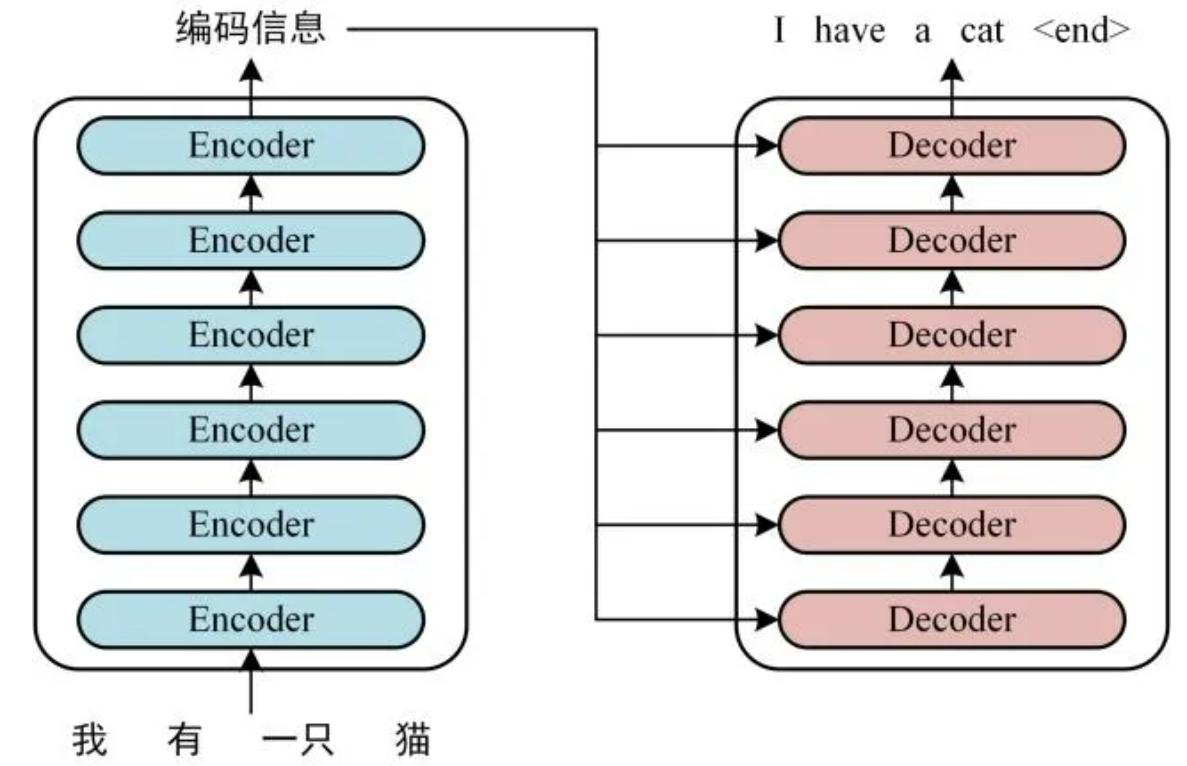 编码信息
I have a cat <end>
Encoder
Encoder
Encoder
Encoder
Encoder
Encoder
Decoder
Decoder
Decoder
Decoder
Decoder
Decoder
我 有 一只 猫